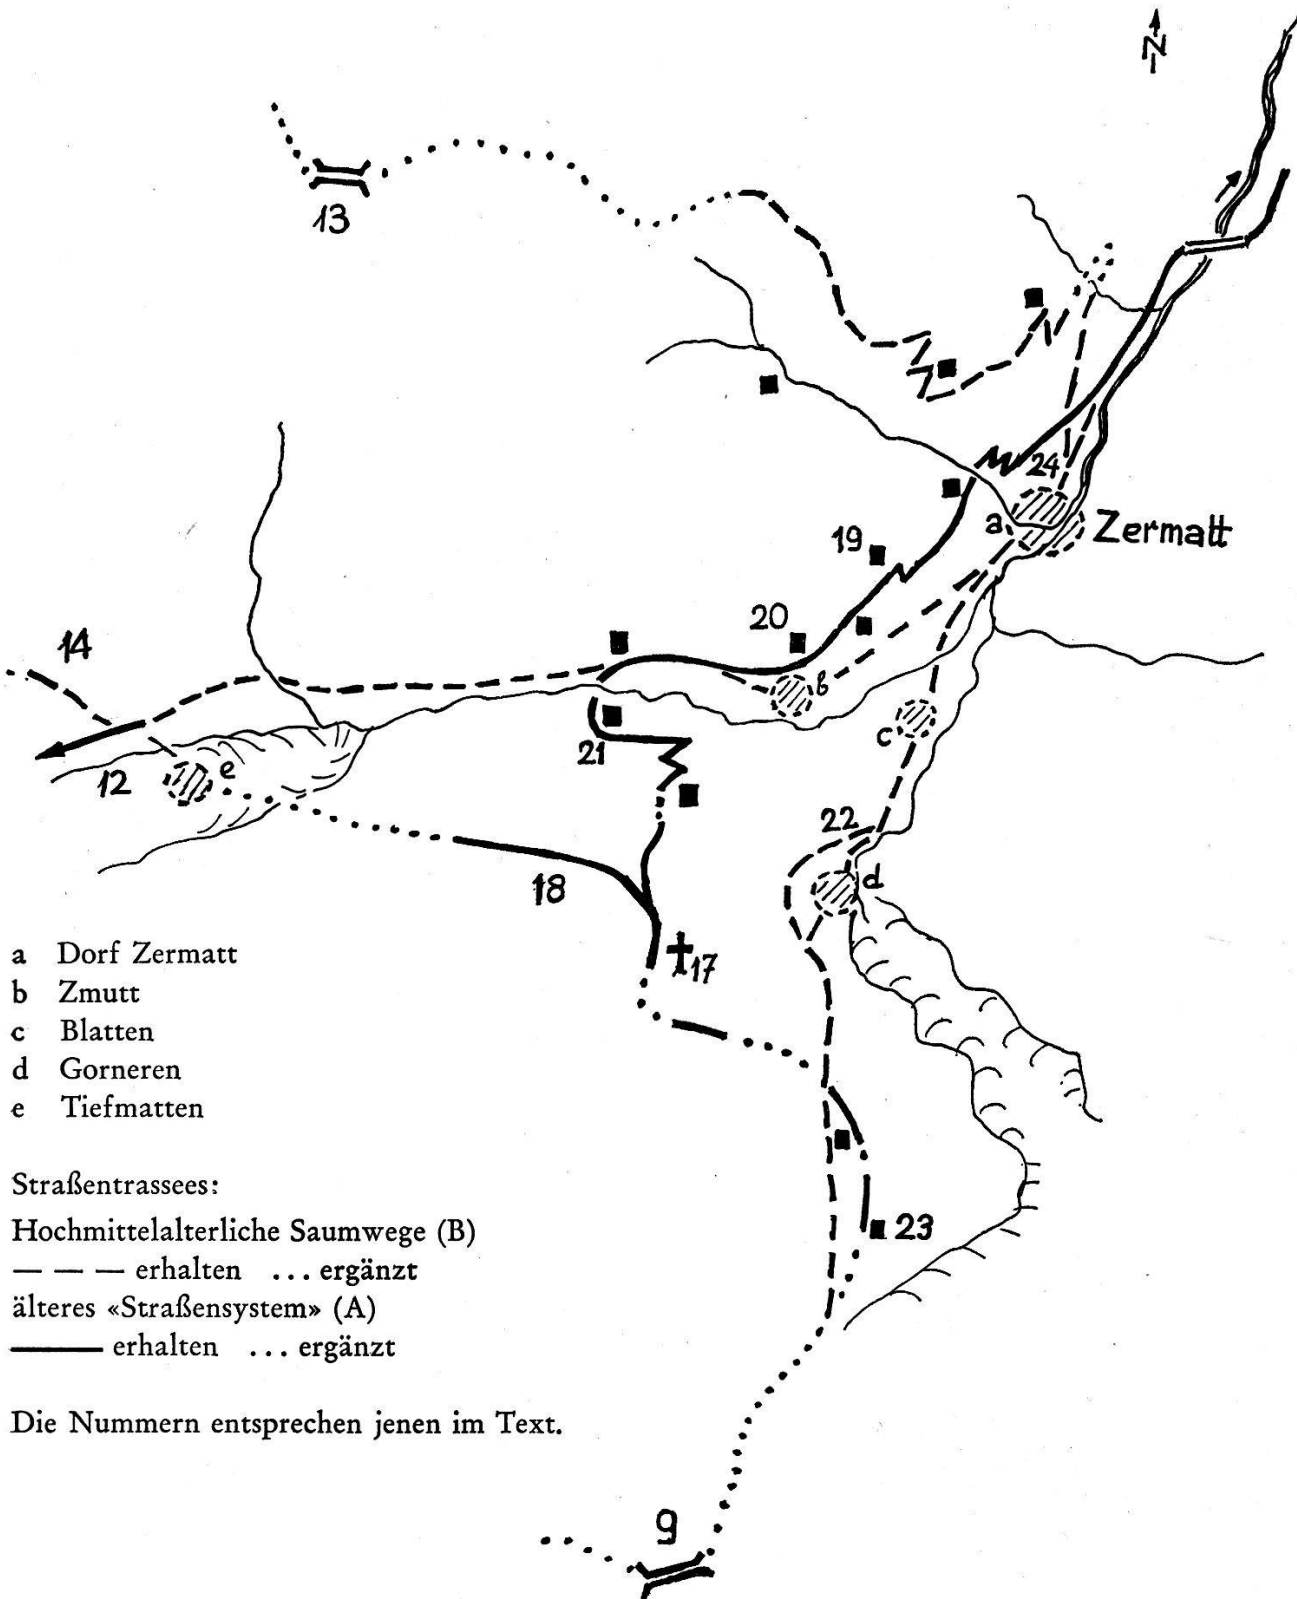 N
13
24
a
Zermatt
19
20
b
14
c
21
e
12
22
d
18
17
a Dorf Zermatt
b Zmutt
c Blatten
d Gorneren
e Tiefmatten
23
Straßentrassees:
Hochmittelalterliche Saumwege (B)
— — — erhalten ... ergänzt
älteres «Straßensystem» (A)
——— erhalten ... ergänzt
Die Nummern entsprechen jenen im Text.
9